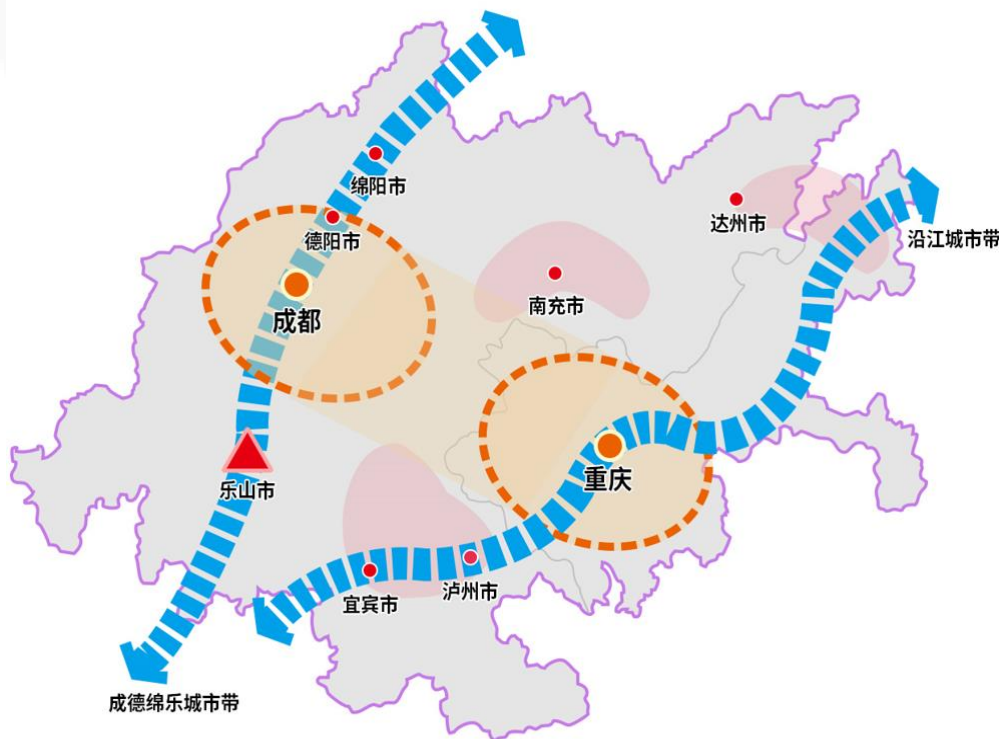 绵阳市
达州市
德阳市
沿江城市带
南充市
成都
重庆
乐山市
泸州市
宜宾市
成德绵乐城市带